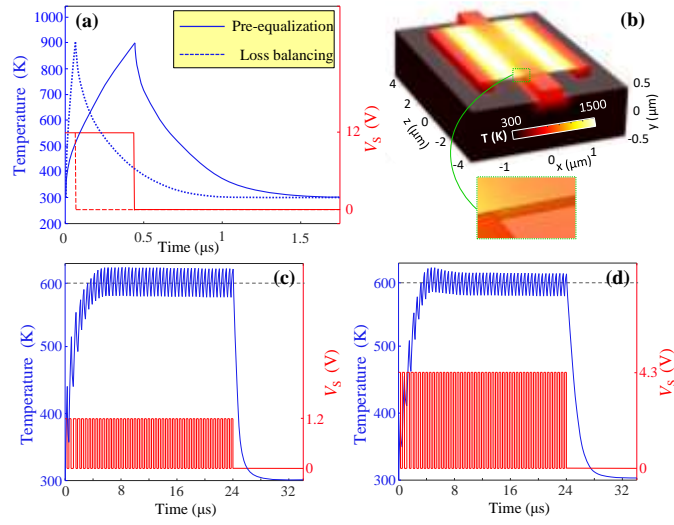 (a)
Pre-equalization
Loss balancing
Temperature (K)
1000
900
800
700
600
500
400
300
200
0
0.5
1
1.5
Time (μs)
12
0
V_S (V)
(b)
4
2
0
-2
-4
z (μm)
300
1500
T (K)
-1
0
1
x (μm)
0.5
0
-0.5
y (μm)
(c)
Temperature (K)
600
500
400
300
0
8
16
24
32
Time (μs)
1.2
0
V_S (V)
(d)
Temperature (K)
600
500
400
300
0
8
16
24
32
Time (μs)
4.3
0
V_S (V)